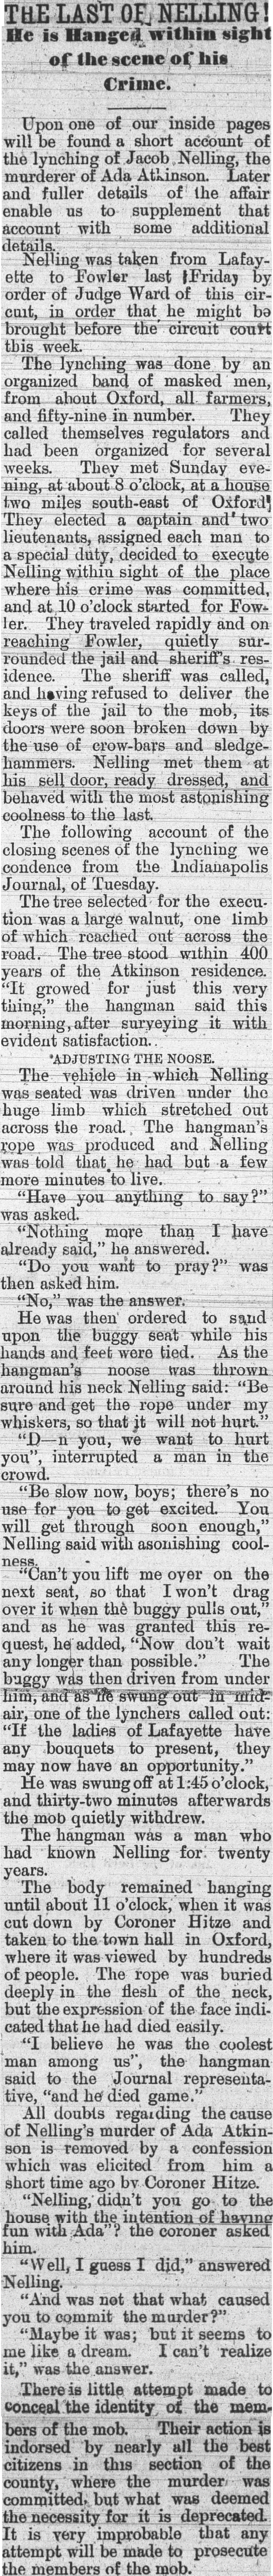 THE LAST OF NELLING!
He is Hanged within sight
of the scene of his
Crime.
Upon one of our inside pages
will be found a short account of
the lynching of Jacob Nelling, the
murderer of Ada Atkinson. Later
and fuller details of the affair
enable us to supplement that
account with some additional
details.
Nelling was taken from Lafay-
ette to Fowler last Friday by
order of Judge Ward of this cir-
cuit, in order that he might be
brought before the circuit court
this week.
The lynching was done by an
organized band of masked men,
from about Oxford, all farmers,
and fifty-nine in number. They
called themselves regulators and
had been organized for several
weeks. They met Sunday eve-
ning, at about 8 o'clock, at a house
two miles south-east of Oxford.
They elected a captain and two
lieutenants, assigned each man to
a special duty, decided to execute
Nelling within sight of the place
where his crime was committed,
and at 10 o'clock started for Fow-
ler. They traveled rapidly and on
reaching Fowler, quietly sur-
rounded the jail and sheriff's res-
idence. The sheriff was called,
and having refused to deliver the
keys of the jail to the mob, its
doors were soon broken down by
the use of crow-bars and sledge-
hammers. Nelling met them at
his sell door, ready dressed, and
behaved with the most astonishing
coolness to the last.
The following account of the
closing scenes of the lynching we
condence from the Indianapolis
Journal, of Tuesday.
The tree selected for the execu-
tion was a large walnut, one limb
of which reached out across the
road. The tree stood within 400
years of the Atkinson residence.
"It growed for just this very
thing," the hangman said this
morning, after surveying it with
evident satisfaction.
ADJUSTING THE NOOSE.
The vehicle in which Nelling
was seated was driven under the
huge limb which stretched out
across the road. The hangman's
rope was produced and Nelling
was told that he had but a few
more minutes to live.
"Have you anything to say?"
was asked.
"Nothing more than I have
already said," he answered.
"Do you want to pray?" was
then asked him.
"No," was the answer.
He was then ordered to sand
upon the buggy seat while his
hands and feet were tied. As the
hangman's noose was thrown
around his neck Nelling said: "Be
sure and get the rope under my
whiskers, so that it will not hurt."
"D—n you, we want to hurt
you", interrupted a man in the
crowd.
"Be slow now, boys; there's no
use for you to get excited. You
will get through soon enough,"
Nelling said with asonishing cool-
ness.
"Can't you lift me over on the
next seat, so that I won't drag
over it when the buggy pulls out,"
and as he was granted this re-
quest, he added, "Now don't wait
any longer than possible." The
buggy was then driven from under
him, and as he swung out in mid-
air, one of the lynchers called out:
"If the ladies of Lafayette have
any bouquets to present, they
may now have an opportunity."
He was swung off at 1:45 o'clock,
and thirty-two minutes afterwards
the mob quietly withdrew.
The hangman was a man who
had known Nelling for twenty
years.
The body remained hanging
until about 11 o'clock, when it was
cut down by Coroner Hitze and
taken to the town hall in Oxford,
where it was viewed by hundreds
of people. The rope was buried
deeply in the flesh of the neck,
but the expression of the face indi-
cated that he had died easily.
"I believe he was the coolest
man among us", the hangman
said to the Journal representa-
tive, "and he died game."
All doubts regarding the cause
of Nelling's murder of Ada Atkin-
son is removed by a confession
which was elicited from him a
short time ago by Coroner Hitze.
"Nelling, didn't you go to the
house with the intention of having
fun with Ada"? the coroner asked
him.
"Well, I guess I did," answered
Nelling.
"And was not that what caused
you to commit the murder?"
"Maybe it was; but it seems to
me like a dream. I can't realize
it," was the answer.
There is little attempt made to
conceal the identity of the mem-
bers of the mob. Their action is
indorsed by nearly all the best
citizens in this section of the
county, where the murder was
committed, but what was deemed
the necessity for it is deprecated.
It is very improbable that any
attempt will be made to prosecute
the members of the mob.